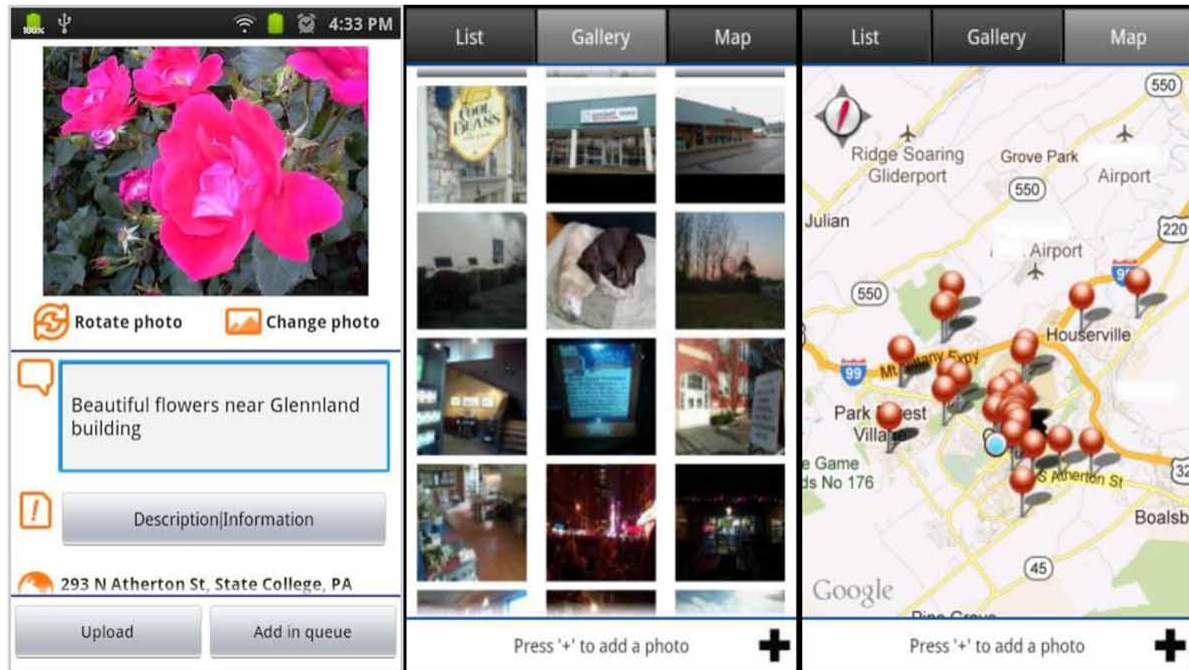 100%
4:33 PM
Rotate photo
Change photo
Beautiful flowers near Glennland
building
Description|Information
293 N Atherton St, State College, PA
Upload
Add in queue
List
Gallery
Map
COOL
BEANS
Press '+' to add a photo
List
Gallery
Map
550
Ridge Soaring
Gliderport
Grove Park
550
Airport
Julian
220
Airport
550
Houserville
99
Park Forest
Village
S Atherton St
45
Boalsb
Google
Press '+' to add a photo